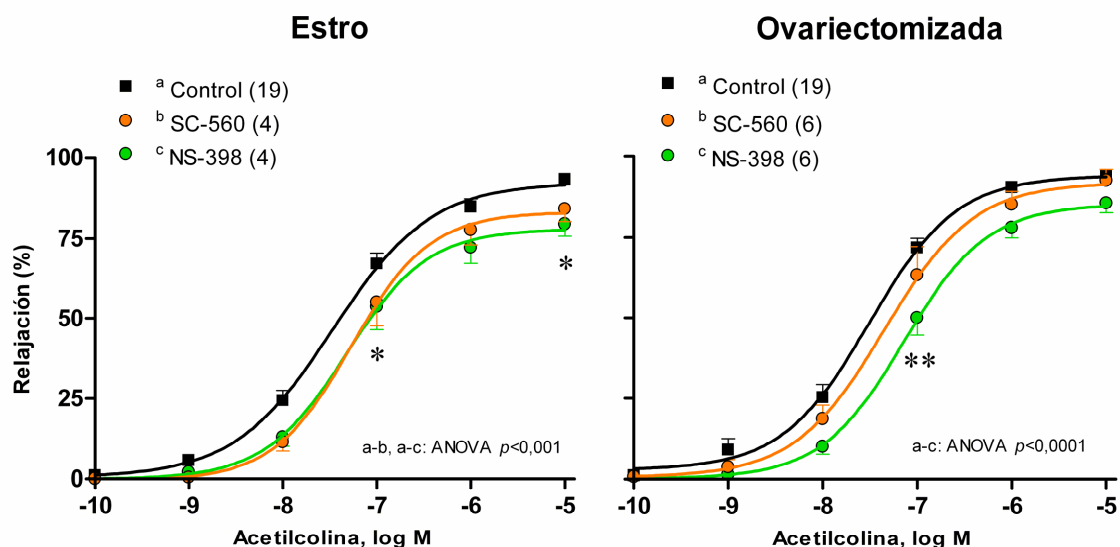 Estro
a Control (19)
b SC-560 (4)
c NS-398 (4)
100
75
50
25
0
Relajación (%)
*
*
a-b, a-c: ANOVA p<0,001
-10 -9 -8 -7 -6 -5
Acetilcolina, log M
Ovariectomizada
a Control (19)
b SC-560 (6)
c NS-398 (6)
**
a-c: ANOVA p<0,0001
-10 -9 -8 -7 -6 -5
Acetilcolina, log M